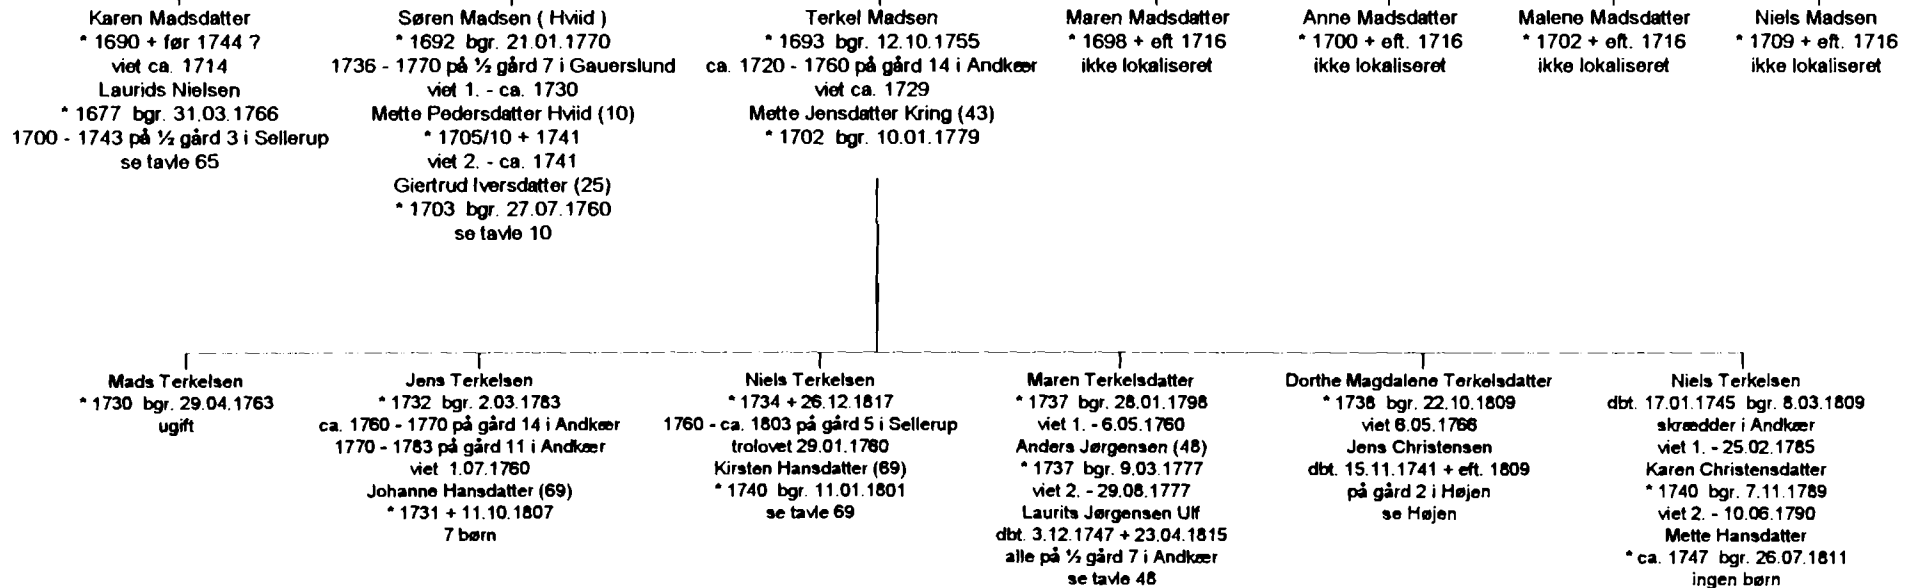 Karen Madsdatter
* 1690 + før 1744 ?
viet ca. 1714
Laurids Nielsen
* 1677 bgr. 31.03.1766
1700 - 1743 på ½ gård 3 i Sellerup
se tavle 65
Søren Madsen ( Hviid )
* 1692 bgr. 21.01.1770
1736 - 1770 på ½ gård 7 i Gauerslund
viet 1. - ca. 1730
Mette Pedersdatter Hviid (10)
* 1705/10 + 1741
viet 2. - ca. 1741
Giertrud Iversdatter (25)
* 1703 bgr. 27.07.1760
se tavle 10
Terkel Madsen
* 1693 bgr. 12.10.1755
ca. 1720 - 1760 på gård 14 i Andkær
viet ca. 1729
Mette Jensdatter Kring (43)
* 1702 bgr. 10.01.1779
Maren Madsdatter
* 1698 + eft 1716
ikke lokaliseret
Anne Madsdatter
* 1700 + eft. 1716
ikke lokaliseret
Malene Madsdatter
* 1702 + eft. 1716
ikke lokaliseret
Niels Madsen
* 1709 + eft. 1716
ikke lokaliseret
Mads Terkelsen
* 1730 bgr. 29.04.1763
ugift
Jens Terkelsen
* 1732 bgr. 2.03.1783
ca. 1760 - 1770 på gård 14 i Andkær
1770 - 1783 på gård 11 i Andkær
viet 1.07.1760
Johanne Hansdatter (69)
* 1731 + 11.10.1807
7 børn
Niels Terkelsen
* 1734 + 26.12.1817
1760 - ca. 1803 på gård 5 i Sellerup
trolovet 29.01.1760
Kirsten Hansdatter (69)
* 1740 bgr. 11.01.1801
se tavle 69
Maren Terkelsdatter
* 1737 bgr. 28.01.1798
viet 1. - 6.05.1760
Anders Jørgensen (48)
* 1737 bgr. 9.03.1777
viet 2. - 29.08.1777
Laurits Jørgensen Ulf
dbt. 3.12.1747 + 23.04.1815
alle på ½ gård 7 i Andkær
se tavle 48
Dorthe Magdalene Terkelsdatter
* 1738 bgr. 22.10.1809
viet 6.05.1766
Jens Christensen
dbt. 15.11.1741 + eft. 1809
på gård 2 i Højen
se Højen
Niels Terkelsen
dbt. 17.01.1745 bgr. 8.03.1809
skrædder i Andkær
viet 1. - 25.02.1785
Karen Christensdatter
* 1740 bgr. 7.11.1789
viet 2. - 10.06.1790
Mette Hansdatter
* ca. 1747 bgr. 26.07.1811
ingen børn